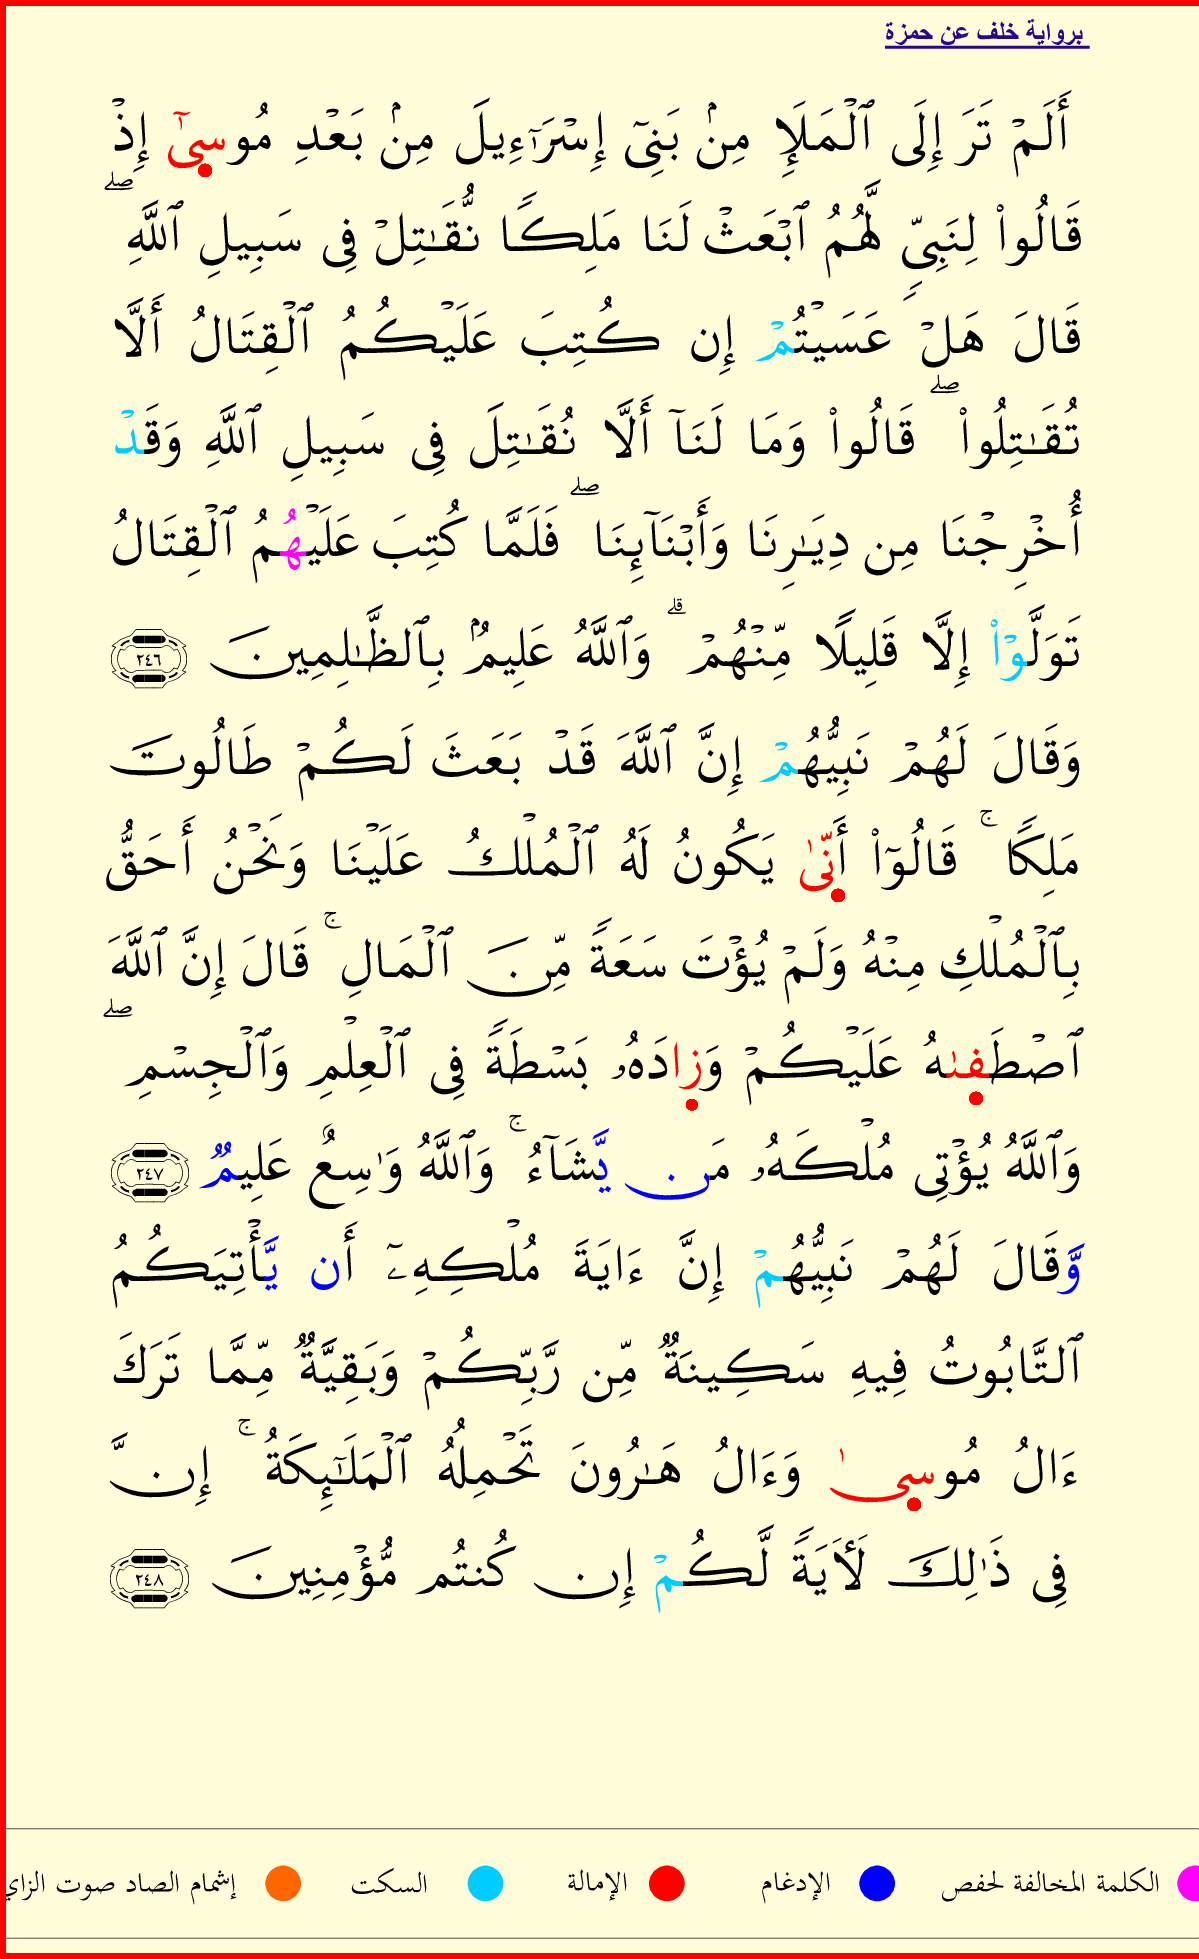 برواية خلف عن حمزة
أَلَمۡ تَرَ إِلَى ٱلۡمَلَإِ مِنۢ بَنِيٓ إِسۡرَٰٓءِيلَ مِنۢ بَعۡدِ مُوسِىٰٓ إِذۡ
قَالُواْ لِنَبِيّٖ لَّهُمُ ٱبۡعَثۡ لَنَا مَلِكٗا نُّقَٰتِلۡ فِي سَبِيلِ ٱللَّهِۖ
قَالَ هَلۡ عَسَيۡتُمۡ إِن كُتِبَ عَلَيۡكُمُ ٱلۡقِتَالُ أَلَّا
تُقَٰتِلُواْۖ قَالُواْ وَمَا لَنَآ أَلَّا نُقَٰتِلَ فِي سَبِيلِ ٱللَّهِ وَقَدۡ
أُخۡرِجۡنَا مِن دِيَٰرِنَا وَأَبۡنَآئِنَاۖ فَلَمَّا كُتِبَ عَلَيۡهُمُ ٱلۡقِتَالُ
تَوَلَّوۡاْ إِلَّا قَلِيلٗا مِّنۡهُمۡۗ وَٱللَّهُ عَلِيمُۢ بِٱلظَّٰلِمِينَ ٢٤٦
وَقَالَ لَهُمۡ نَبِيُّهُمۡ إِنَّ ٱللَّهَ قَدۡ بَعَثَ لَكُمۡ طَالُوتَ
مَلِكٗاۚ قَالُوٓاْ أَنِّىٰ يَكُونُ لَهُ ٱلۡمُلۡكُ عَلَيۡنَا وَنَحۡنُ أَحَقُّ
بِٱلۡمُلۡكِ مِنۡهُ وَلَمۡ يُؤۡتَ سَعَةٗ مِّنَ ٱلۡمَالِۚ قَالَ إِنَّ ٱللَّهَ
ٱصۡطَفِىٰهُ عَلَيۡكُمۡ وَزِادَهُۥ بَسۡطَةٗ فِي ٱلۡعِلۡمِ وَٱلۡجِسۡمِۖ
وَٱللَّهُ يُؤۡتِي مُلۡكَهُۥ مَن يَّشَآءُۚ وَٱللَّهُ وَٰسِعٌ عَلِيمٞ ٢٤٧
وَّقَالَ لَهُمۡ نَبِيُّهُمۡ إِنَّ ءَايَةَ مُلۡكِهِۦٓ أَن يَّأۡتِيَكُمُ
ٱلتَّابُوتُ فِيهِ سَكِينَةٞ مِّن رَّبِّكُمۡ وَبَقِيَّةٞ مِّمَّا تَرَكَ
ءَالُ مُوسِىٰ وَءَالُ هَٰرُونَ تَحۡمِلُهُ ٱلۡمَلَٰٓئِكَةُۚ إِنَّ
فِي ذَٰلِكَ لَأٓيَةٗ لَّكُمۡ إِن كُنتُم مُّؤۡمِنِينَ ٢٤٨
الكلمة المخالفة لحفص الإدغام الإمالة السكت إشمام الصاد صوت الزاي